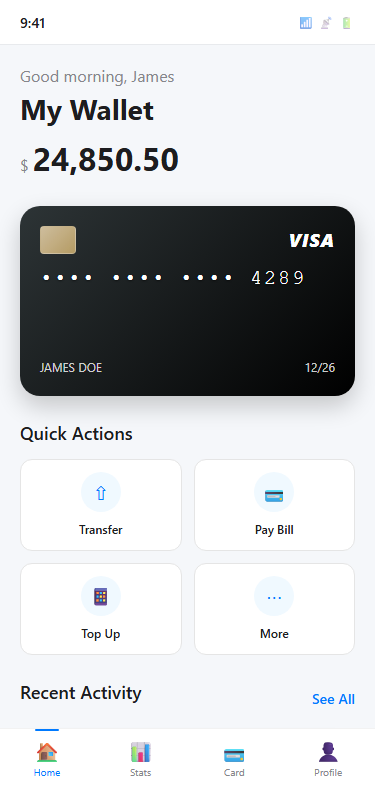 9:41
Good morning, James
My Wallet
$ 24,850.50
VISA
•••• •••• •••• 4289
JAMES DOE 12/26
Quick Actions
Transfer
Pay Bill
Top Up
More
Recent Activity
See All
Home
Stats
Card
Profile